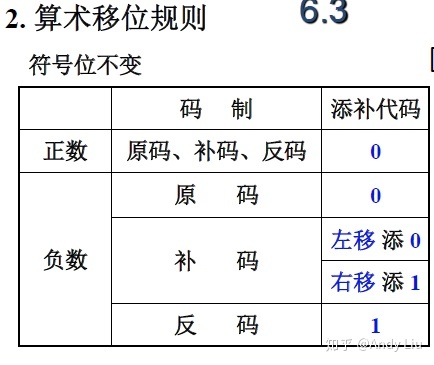 2. 算术移位规则
6.3
符号位不变
码 制 添补代码
正数 原码、补码、反码 0
负数 原 码 0
补 码 左移 添 0
右移 添 1
反 码 1
知乎 @Andy Liu